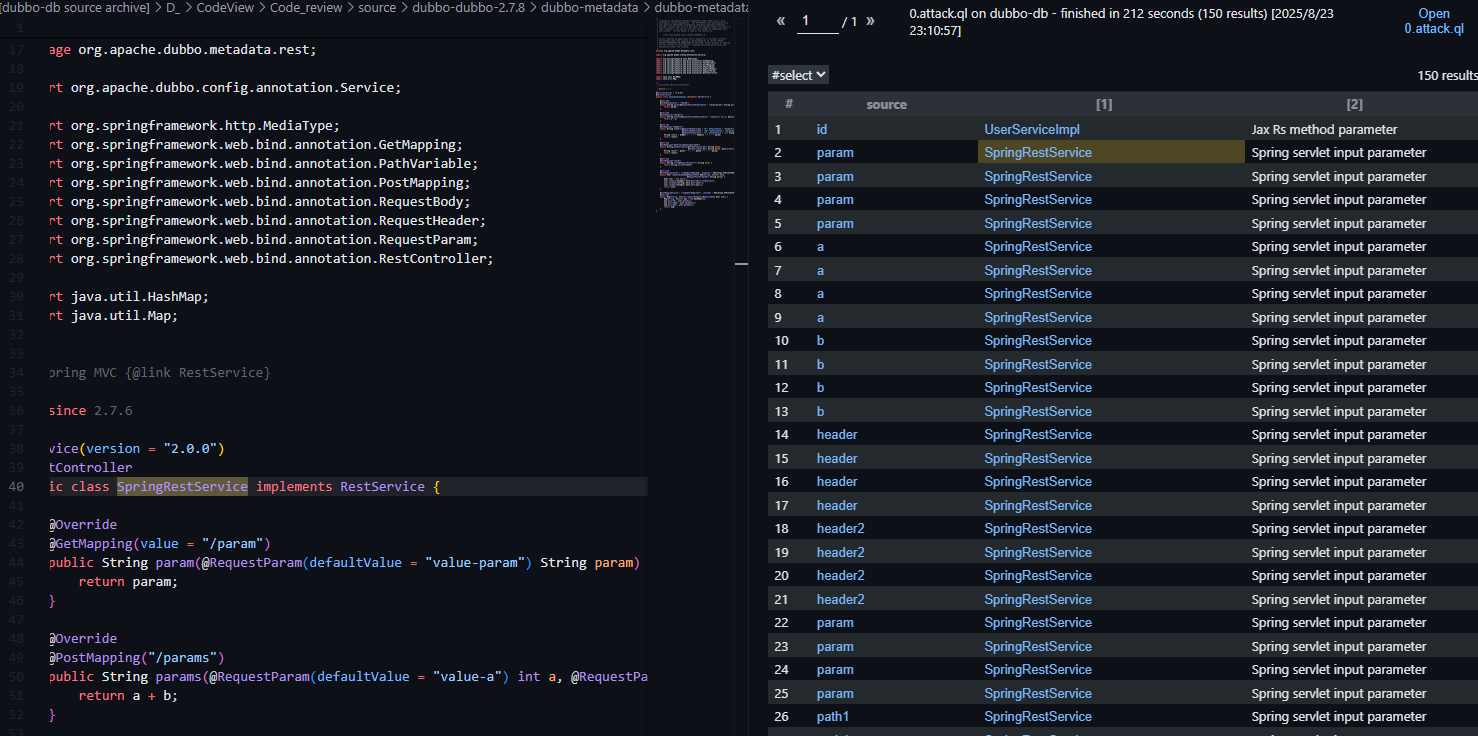 [dubbo-db source archive] > D_ > CodeView > Code_review > source > dubbo-dubbo-2.7.8 > dubbo-metadata > dubbo-metadata
1
17 age org.apache.dubbo.metadata.rest;
18
19 rt org.apache.dubbo.config.annotation.Service;
20
21 rt org.springframework.http.MediaType;
22 rt org.springframework.web.bind.annotation.GetMapping;
23 rt org.springframework.web.bind.annotation.PathVariable;
24 rt org.springframework.web.bind.annotation.PostMapping;
25 rt org.springframework.web.bind.annotation.RequestBody;
26 rt org.springframework.web.bind.annotation.RequestHeader;
27 rt org.springframework.web.bind.annotation.RequestParam;
28 rt org.springframework.web.bind.annotation.RestController;
29
30 rt java.util.HashMap;
31 rt java.util.Map;
32
33
34 pring MVC {@link RestService}
35
36 since 2.7.6
37
38 vice(version = "2.0.0")
39 tController
40 ic class SpringRestService implements RestService {
41
42 @Override
43 @GetMapping(value = "/param")
44 public String param(@RequestParam(defaultValue = "value-param") String param)
45 return param;
46 }
47
48 @Override
49 @PostMapping("/params")
50 public String params(@RequestParam(defaultValue = "value-a") int a, @RequestPa
51 return a + b;
52 }
53
« 1 / 1 » 0.attack.ql on dubbo-db - finished in 212 seconds (150 results) [2025/8/23
23:10:57]
Open
0.attack.ql
#select 150 results
# source [1] [2]
1 id UserServiceImpl Jax Rs method parameter
2 param SpringRestService Spring servlet input parameter
3 param SpringRestService Spring servlet input parameter
4 param SpringRestService Spring servlet input parameter
5 param SpringRestService Spring servlet input parameter
6 a SpringRestService Spring servlet input parameter
7 a SpringRestService Spring servlet input parameter
8 a SpringRestService Spring servlet input parameter
9 a SpringRestService Spring servlet input parameter
10 b SpringRestService Spring servlet input parameter
11 b SpringRestService Spring servlet input parameter
12 b SpringRestService Spring servlet input parameter
13 b SpringRestService Spring servlet input parameter
14 header SpringRestService Spring servlet input parameter
15 header SpringRestService Spring servlet input parameter
16 header SpringRestService Spring servlet input parameter
17 header SpringRestService Spring servlet input parameter
18 header2 SpringRestService Spring servlet input parameter
19 header2 SpringRestService Spring servlet input parameter
20 header2 SpringRestService Spring servlet input parameter
21 header2 SpringRestService Spring servlet input parameter
22 param SpringRestService Spring servlet input parameter
23 param SpringRestService Spring servlet input parameter
24 param SpringRestService Spring servlet input parameter
25 param SpringRestService Spring servlet input parameter
26 path1 SpringRestService Spring servlet input parameter